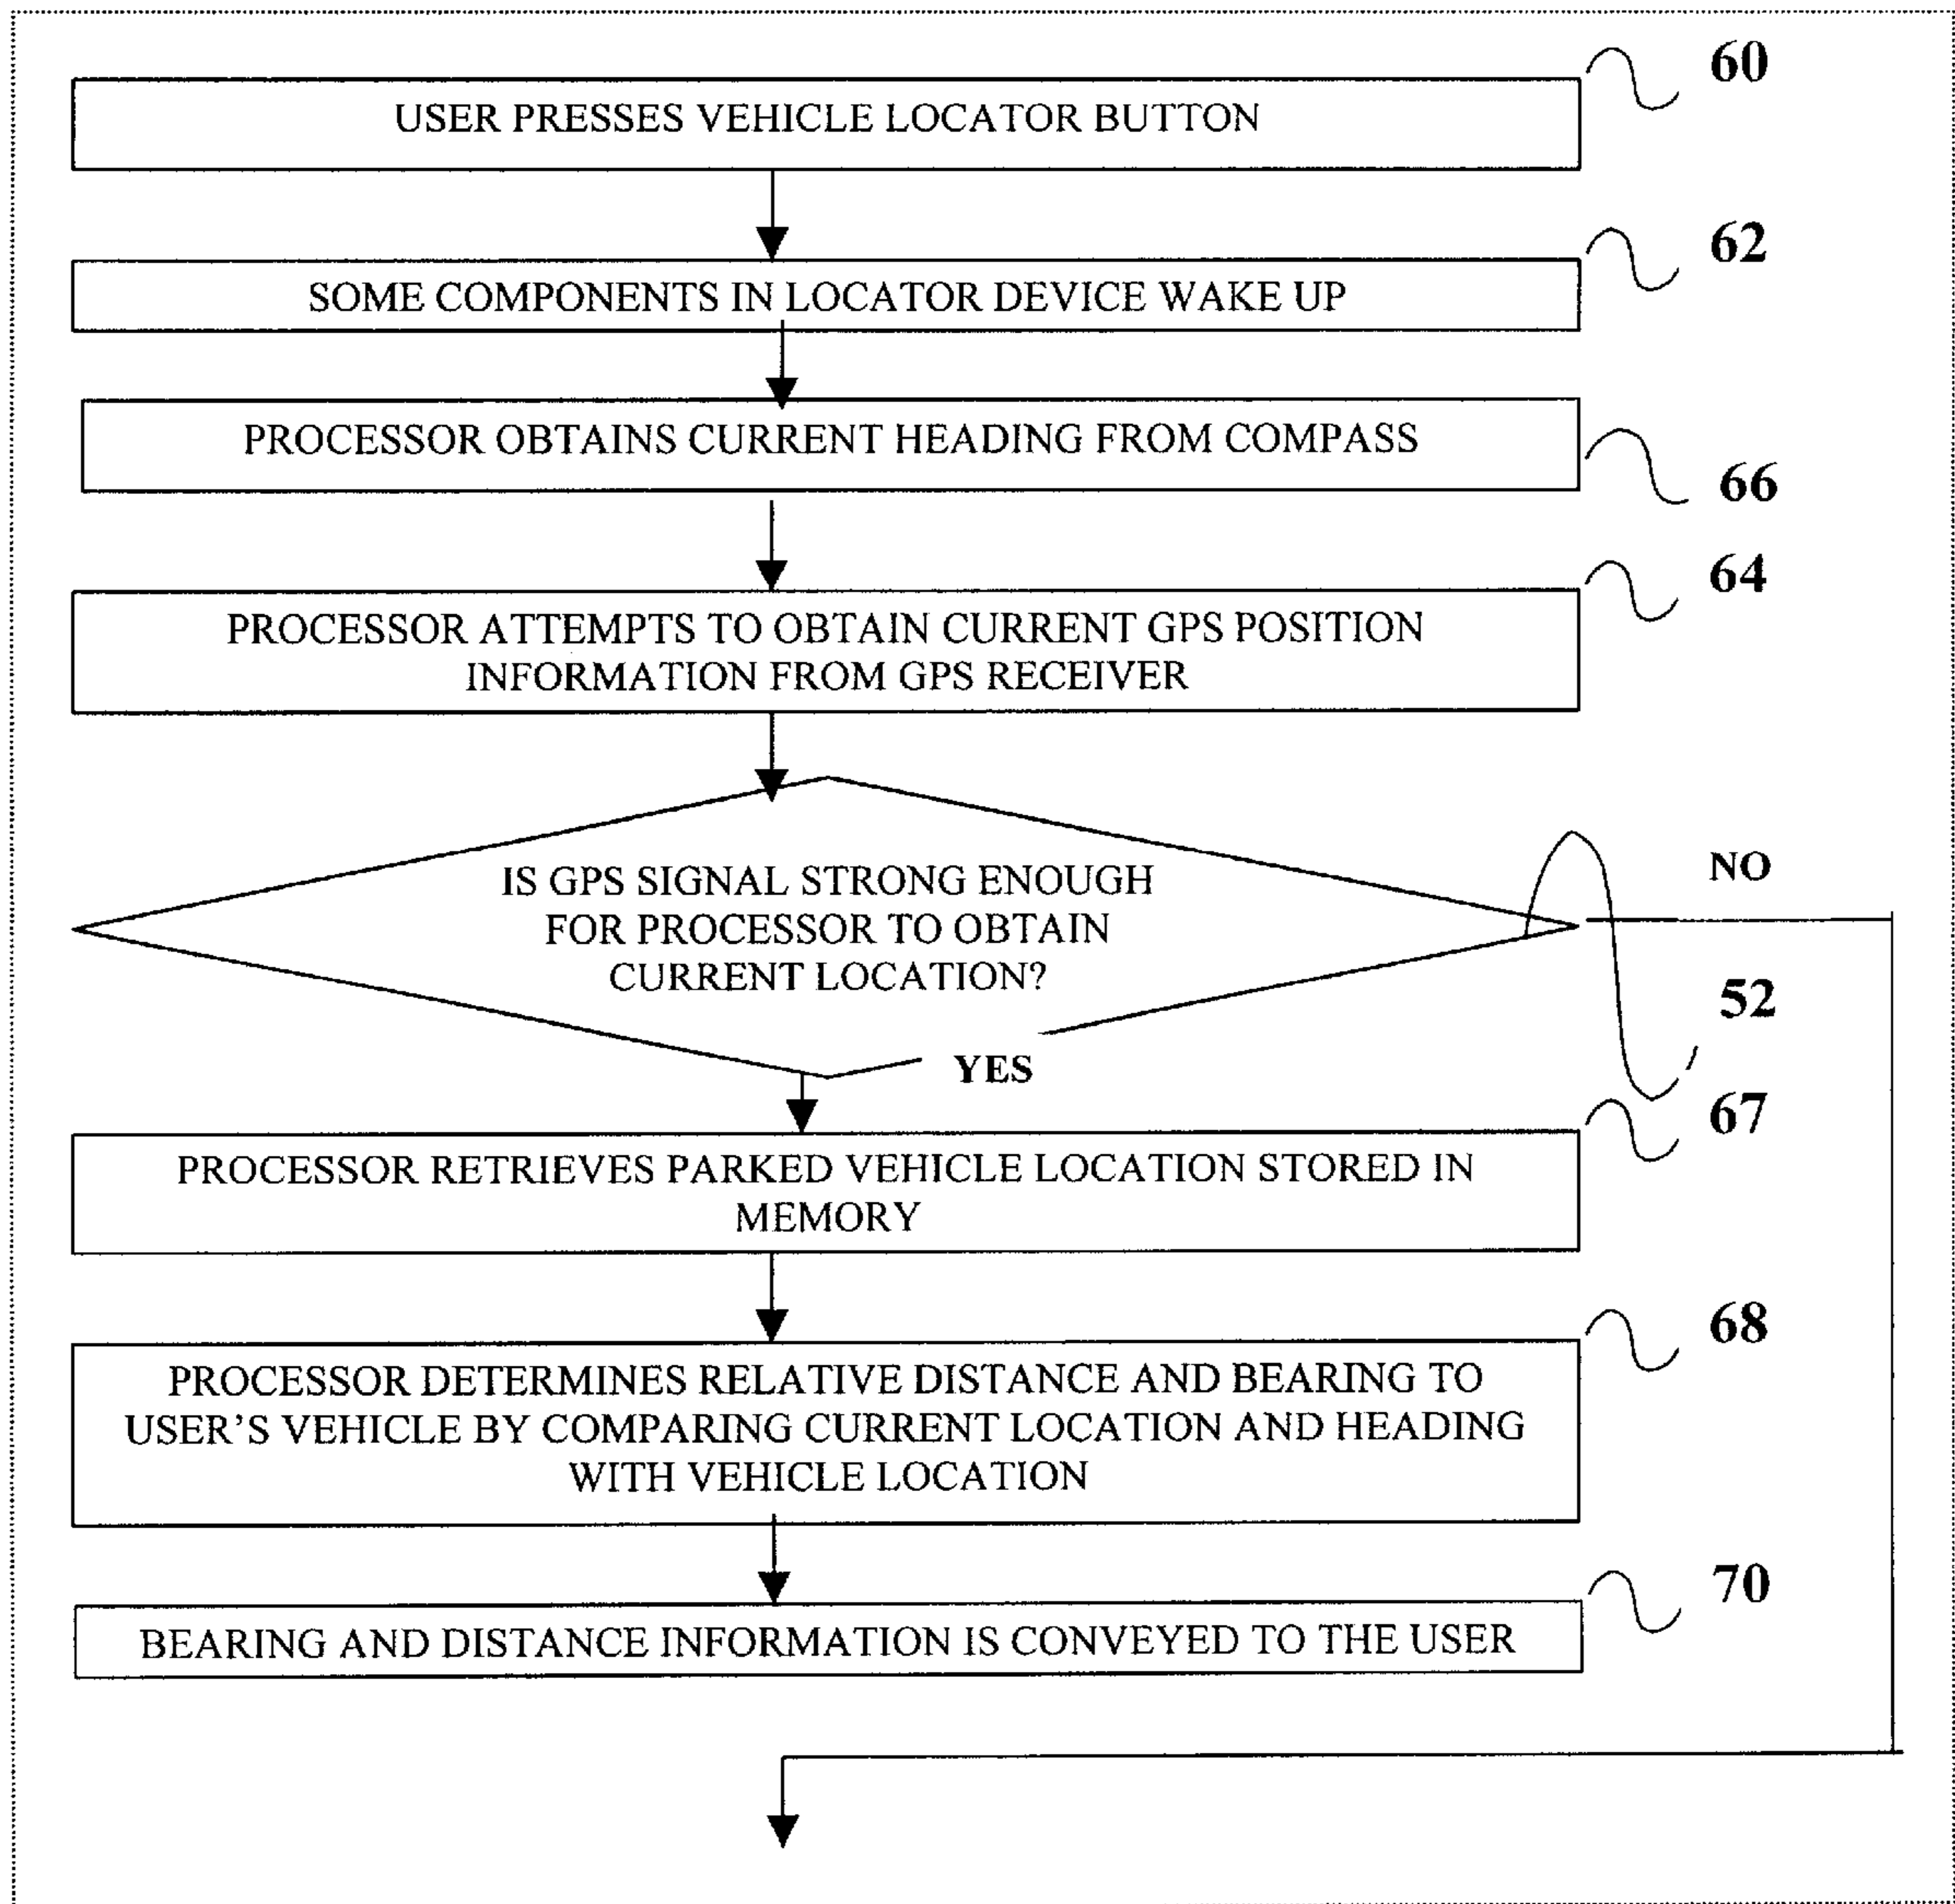 60
USER PRESSES VEHICLE LOCATOR BUTTON
62
SOME COMPONENTS IN LOCATOR DEVICE WAKE UP
PROCESSOR OBTAINS CURRENT HEADING FROM COMPASS
66
64
PROCESSOR ATTEMPTS TO OBTAIN CURRENT GPS POSITION
INFORMATION FROM GPS RECEIVER
IS GPS SIGNAL STRONG ENOUGH
FOR PROCESSOR TO OBTAIN
CURRENT LOCATION?
NO
52
YES
67
PROCESSOR RETRIEVES PARKED VEHICLE LOCATION STORED IN
MEMORY
68
PROCESSOR DETERMINES RELATIVE DISTANCE AND BEARING TO
USER'S VEHICLE BY COMPARING CURRENT LOCATION AND HEADING
WITH VEHICLE LOCATION
70
BEARING AND DISTANCE INFORMATION IS CONVEYED TO THE USER